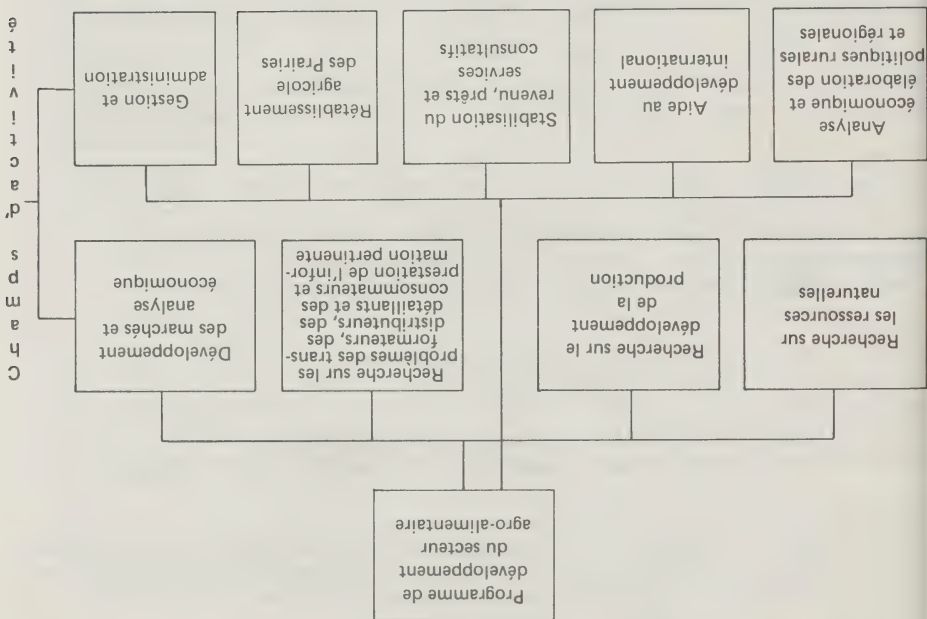 Programme de
développement
du secteur
agro-alimentaire
Recherche sur
les ressources
naturelles
Recherche sur le
développement
de la
production
Recherche sur les
problèmes des trans-
formateurs, des
distributeurs, des
détaillants et des
consommateurs et
prestation de l'infor-
mation pertinente
Développement
des marchés et
analyse
économique
Analyse
économique et
élaboration des
politiques rurales
et régionales
Aide au
développement
international
Stabilisation du
revenu, prêts et
services
consultatifs
Rétablissement
agricole
des Prairies
Gestion et
administration
Champs d'activité